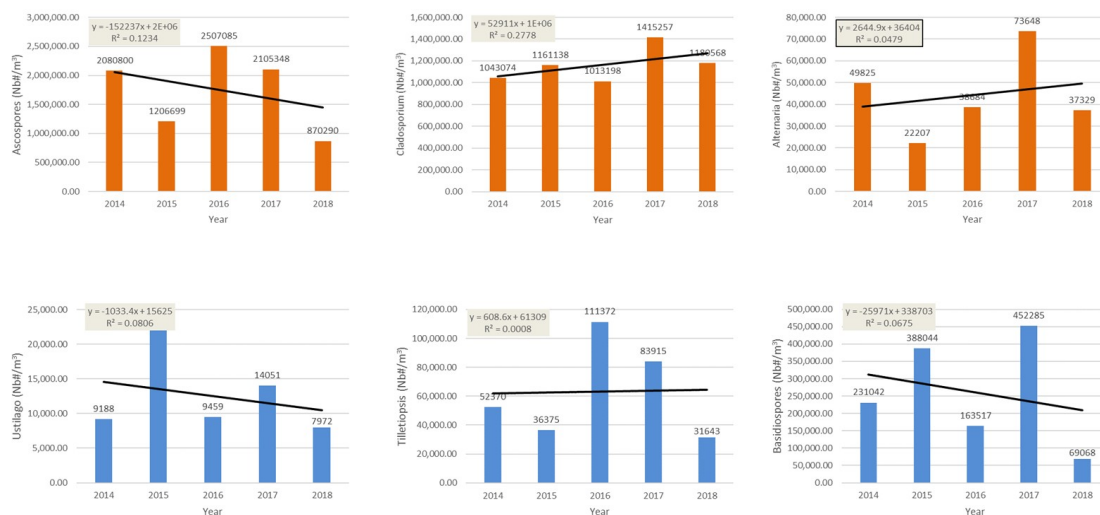 y = -152237x + 2E+06
R² = 0.1234
3,000,000.00
2,500,000.00
2,000,000.00
1,500,000.00
1,000,000.00
500,000.00
0.00
Ascospores (Nb#/m³)
2080800
1206699
2507085
2105348
870290
2014 2015 2016 2017 2018
Year
y = 52911x + 1E+06
R² = 0.2778
1,600,000.00
1,400,000.00
1,200,000.00
1,000,000.00
800,000.00
600,000.00
400,000.00
200,000.00
0.00
Cladosporium (Nb#/m³)
1043074
1161138
1013198
1415257
1180568
2014 2015 2016 2017 2018
Year
y = 2644.9x + 36404
R² = 0.0479
80,000.00
70,000.00
60,000.00
50,000.00
40,000.00
30,000.00
20,000.00
10,000.00
0.00
Alternaria (Nb#/m³)
49825
22207
38684
73648
37329
2014 2015 2016 2017 2018
Year
y = -1033.4x + 15625
R² = 0.0806
25,000.00
20,000.00
15,000.00
10,000.00
5,000.00
0.00
Ustilago (Nb#/m³)
9188
9459
14051
7972
2014 2015 2016 2017 2018
Year
y = 608.6x + 61309
R² = 0.0008
120,000.00
100,000.00
80,000.00
60,000.00
40,000.00
20,000.00
0.00
Tilletiopsis (Nb#/m³)
52370
36375
111372
83915
31643
2014 2015 2016 2017 2018
Year
y = -25971x + 338703
R² = 0.0675
500,000.00
450,000.00
400,000.00
350,000.00
300,000.00
250,000.00
200,000.00
150,000.00
100,000.00
50,000.00
0.00
Basidiospores (Nb#/m³)
231042
388044
163517
452285
69068
2014 2015 2016 2017 2018
Year